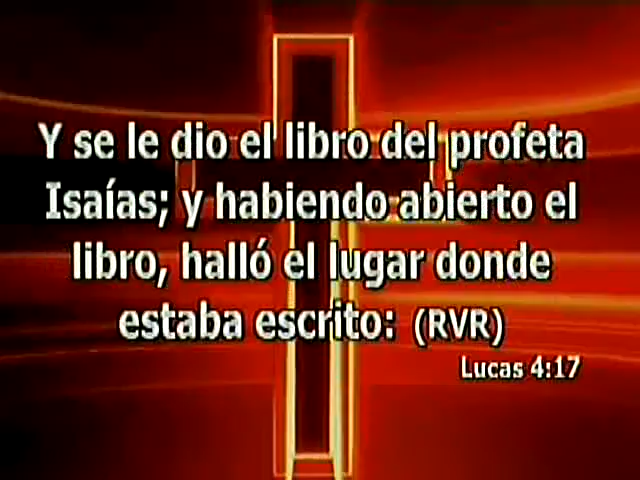 Y se le dio el libro del profeta
Isaías; y habiendo abierto el
libro, halló el lugar donde
estaba escrito: (RVR)
Lucas 4:17